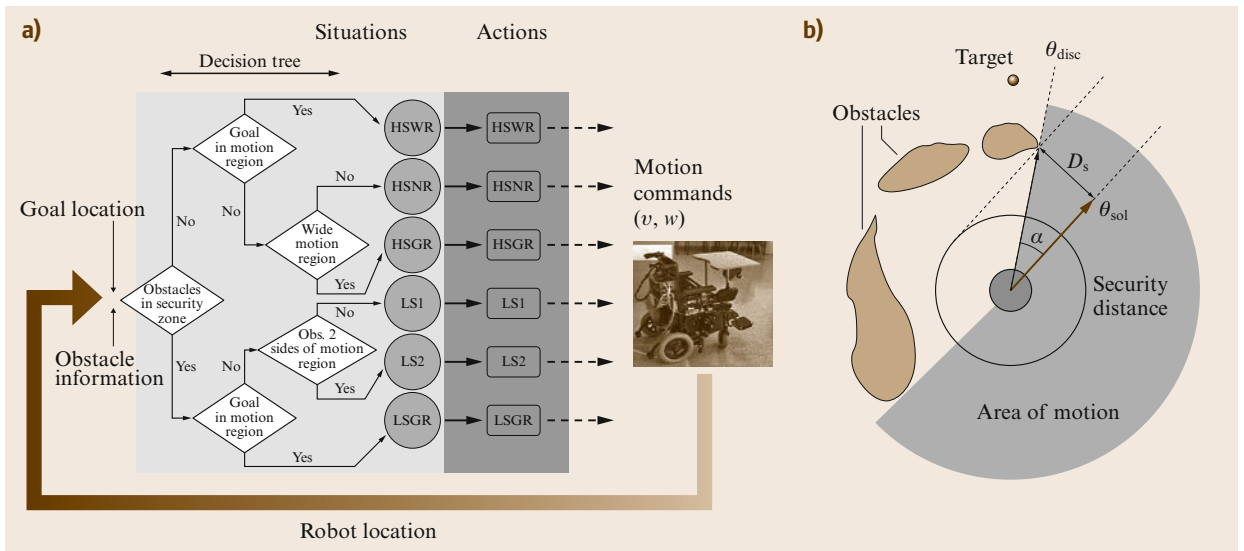 a)
Situations
Actions
Decision tree
Yes
Goal
in motion
region
HSWR
HSWR
No
No
No
HSNR
HSNR
Goal location
Wide
motion
region
HSGR
HSGR
Yes
Obstacles
in security
zone
LS1
LS1
No
Obs. 2
sides of motion
region
Obstacle
information
Yes
No
Yes
LS2
LS2
Goal
in motion
region
LSGR
LSGR
Yes
Motion
commands
(υ, w)
Robot location
b)
Target
θdisc
Obstacles
Ds
θsol
α
Security
distance
Area of motion